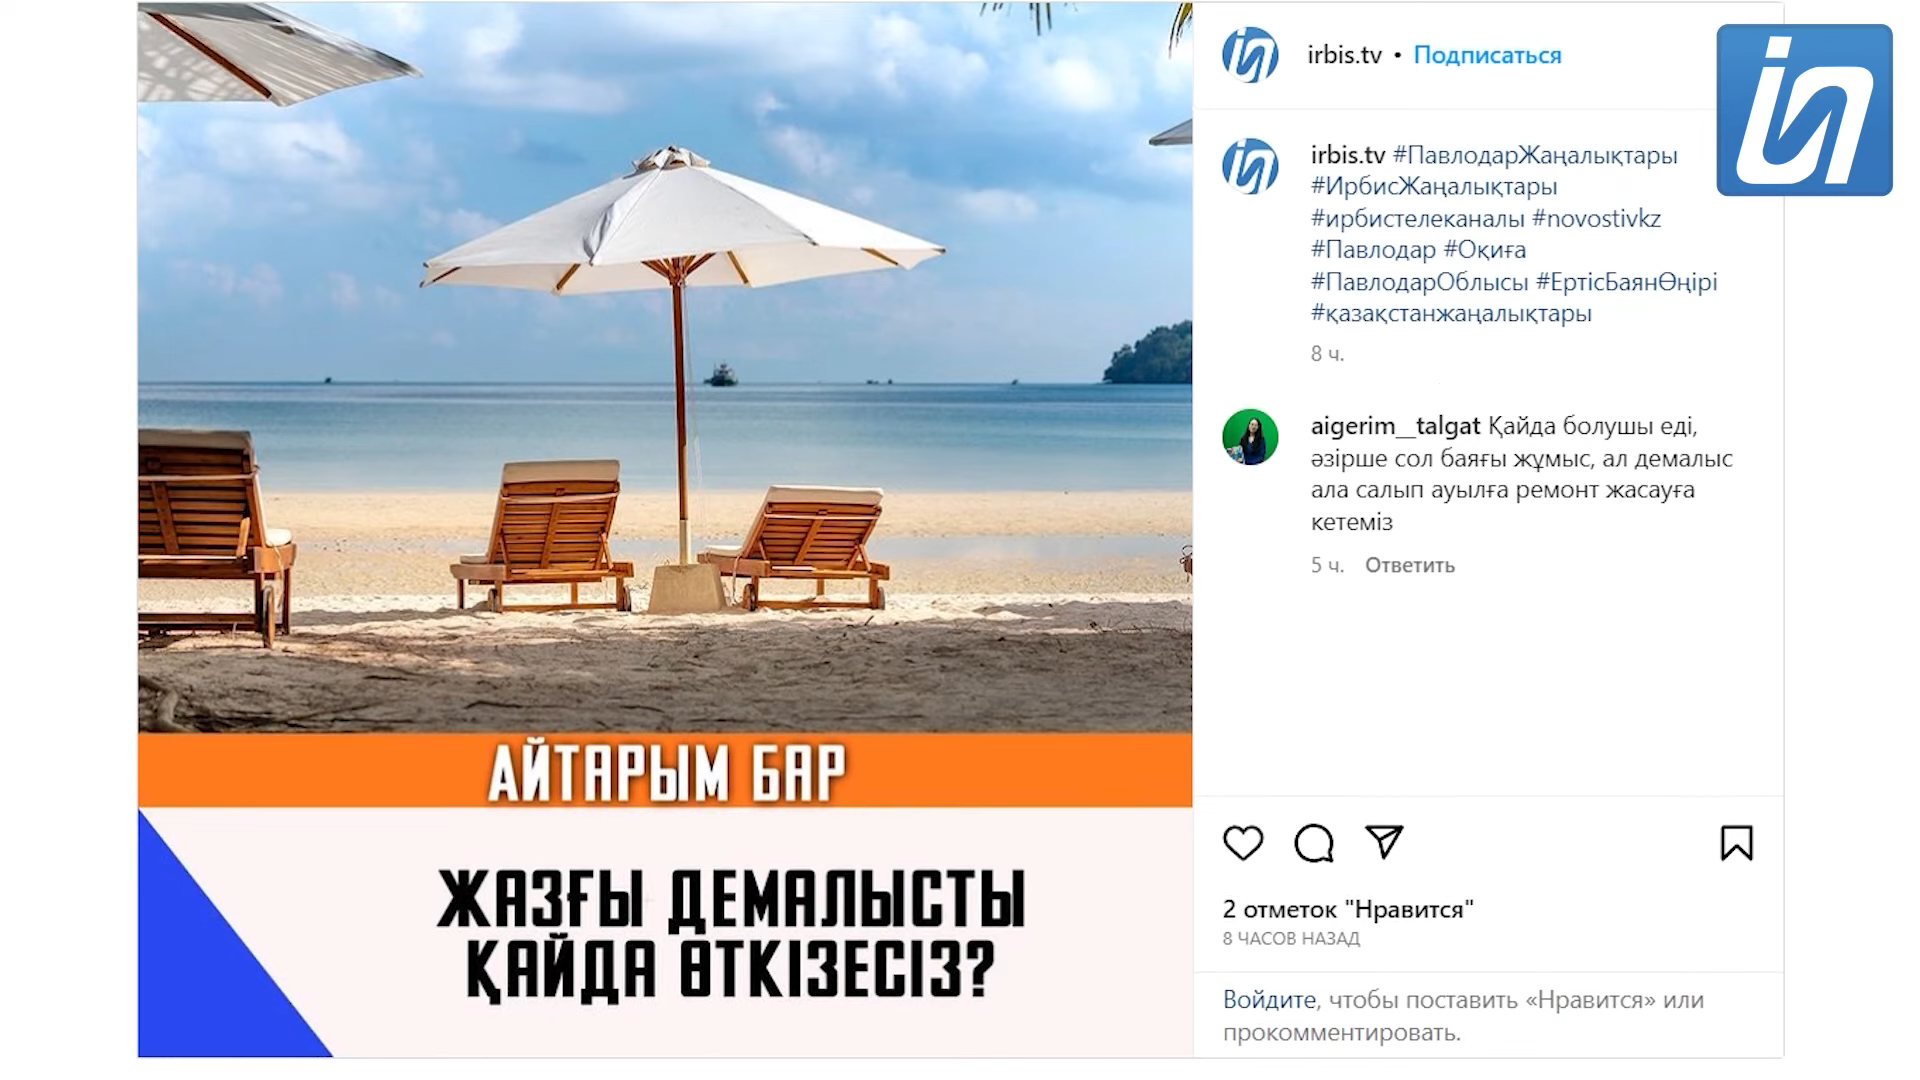 АЙТАРЫМ БАР
ЖАЗҒЫ ДЕМАЛЫСТЫ
ҚАЙДА ӨТКІЗЕСІЗ?
irbis.tv • Подписаться
irbis.tv #ПавлодарЖаңалықтары
#ИрбисЖаңалықтары
#ирбистелеканалы #novostivkz
#Павлодар #Оқиға
#ПавлодарОблысы #ЕртісБаянӨңірі
#қазақстанжаңалықтары
8 ч.
aigerim__talgat Қайда болушы еді,
әзірше сол баяғы жұмыс, ал демалыс
ала салып ауылға ремонт жасауға
кетеміз
5 ч. Ответить
2 отметок "Нравится"
8 ЧАСОВ НАЗАД
Войдите, чтобы поставить «Нравится» или
прокомментировать.